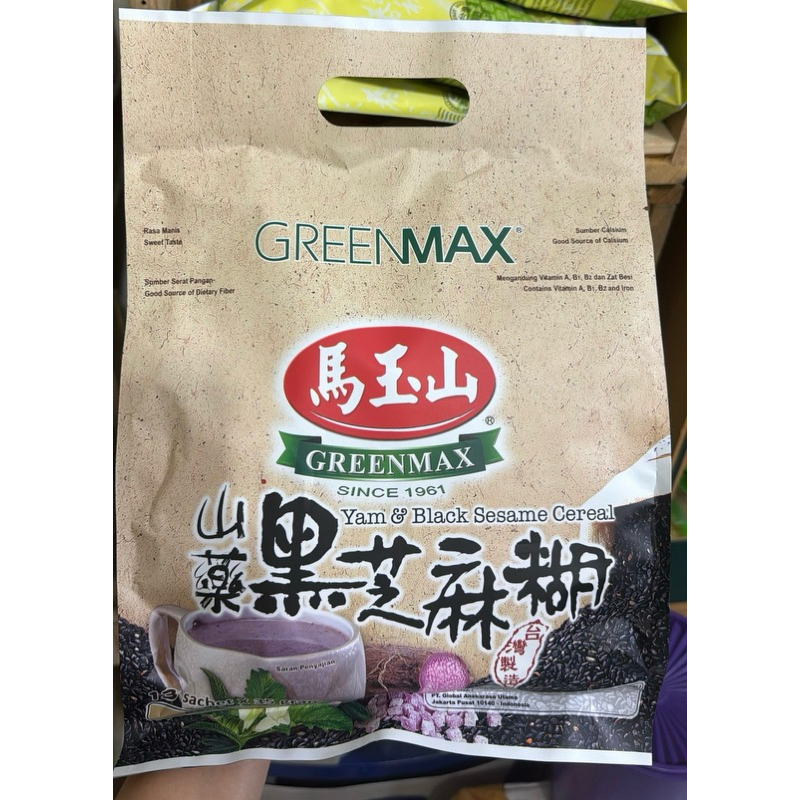 GREENMAX®
Rasa Manis
Sweet Taste
Sumber Calsium
Good Source of Calsium
Sumber Serat Pangan
Good Source of Dietary Fiber
Mengandung Vitamin A, B1, B2 dan Zat Besi
Contains Vitamin A, B1, B2 and Iron
馬玉山®
GREENMAX
SINCE 1961
Yam & Black Sesame Cereal
山藥黑芝麻糊
台灣製造
Saran Penyajian
PT. Global Anekarasa Utama
Jakarta Pusat 10140 - Indonesia